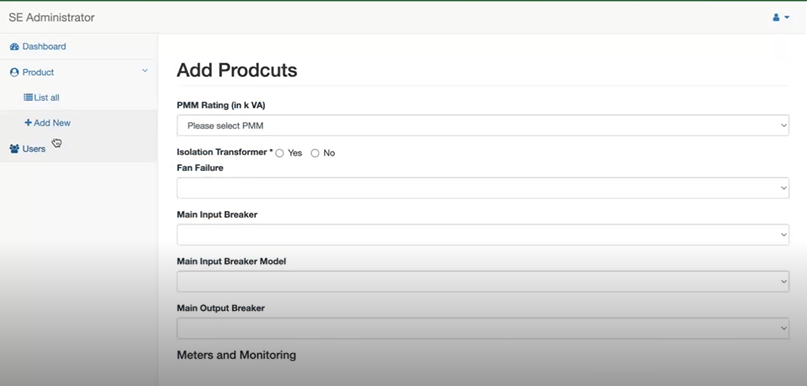 SE Administrator
Dashboard
Product
List all
Add New
Users
Add Prodcuts
PMM Rating (in k VA)
Please select PMM
Isolation Transformer * Yes No
Fan Failure
Main Input Breaker
Main Input Breaker Model
Main Output Breaker
Meters and Monitoring